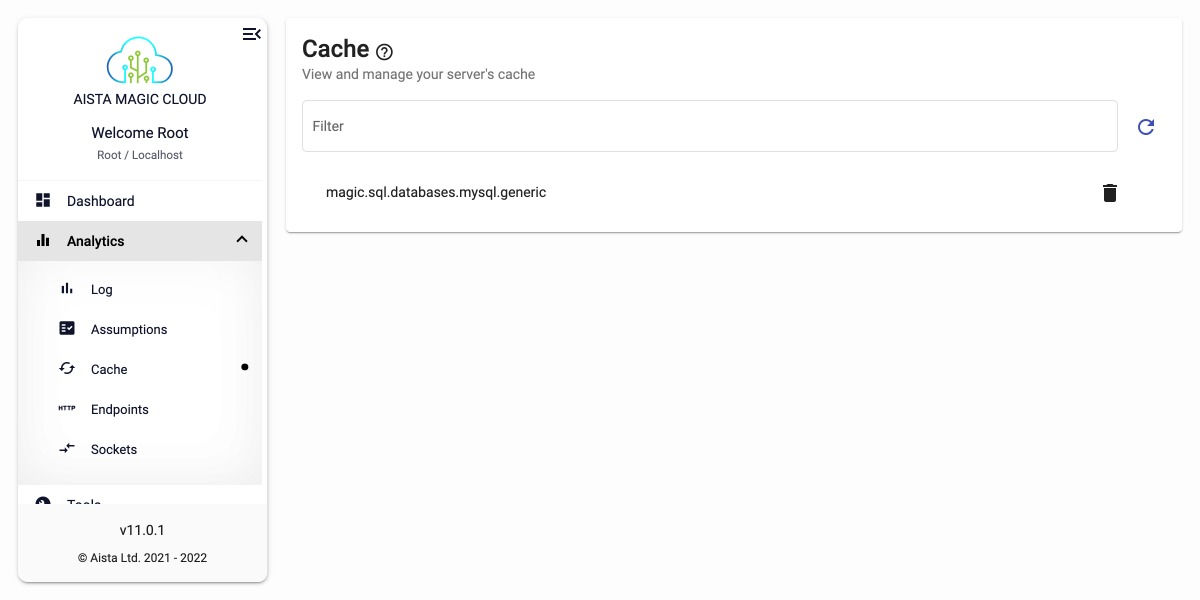 AISTA MAGIC CLOUD
Welcome Root
Root / Localhost
Dashboard
Analytics
Log
Assumptions
Cache
HTTP Endpoints
Sockets
Tools
v11.0.1
© Aista Ltd. 2021 - 2022
Cache ?
View and manage your server's cache
Filter
magic.sql.databases.mysql.generic